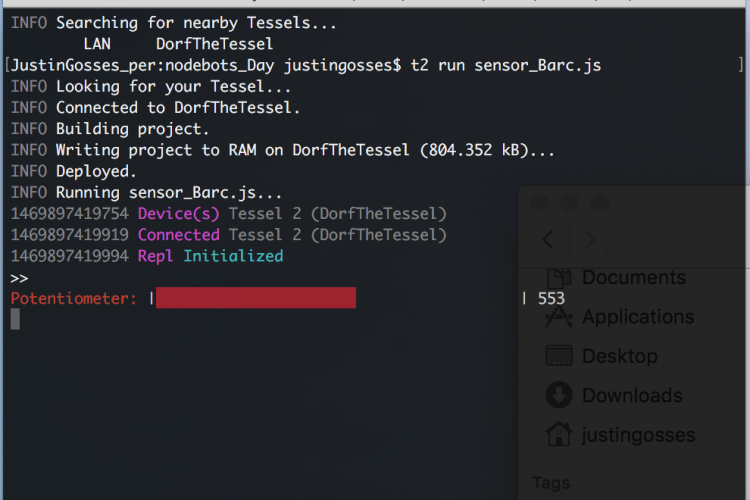 INFO Searching for nearby Tessels...
LAN DorfTheTessel
[JustinGosses_per:nodebots_Day justingosses$ t2 run sensor_Barc.js ]
INFO Looking for your Tessel...
INFO Connected to DorfTheTessel.
INFO Building project.
INFO Writing project to RAM on DorfTheTessel (804.352 kB)...
INFO Deployed.
INFO Running sensor_Barc.js...
1469897419754 Device(s) Tessel 2 (DorfTheTessel)
1469897419919 Connected Tessel 2 (DorfTheTessel)
1469897419994 Repl Initialized
>>
Potentiometer: | | 553
Documents
Applications
Desktop
Downloads
justingosses
Tags